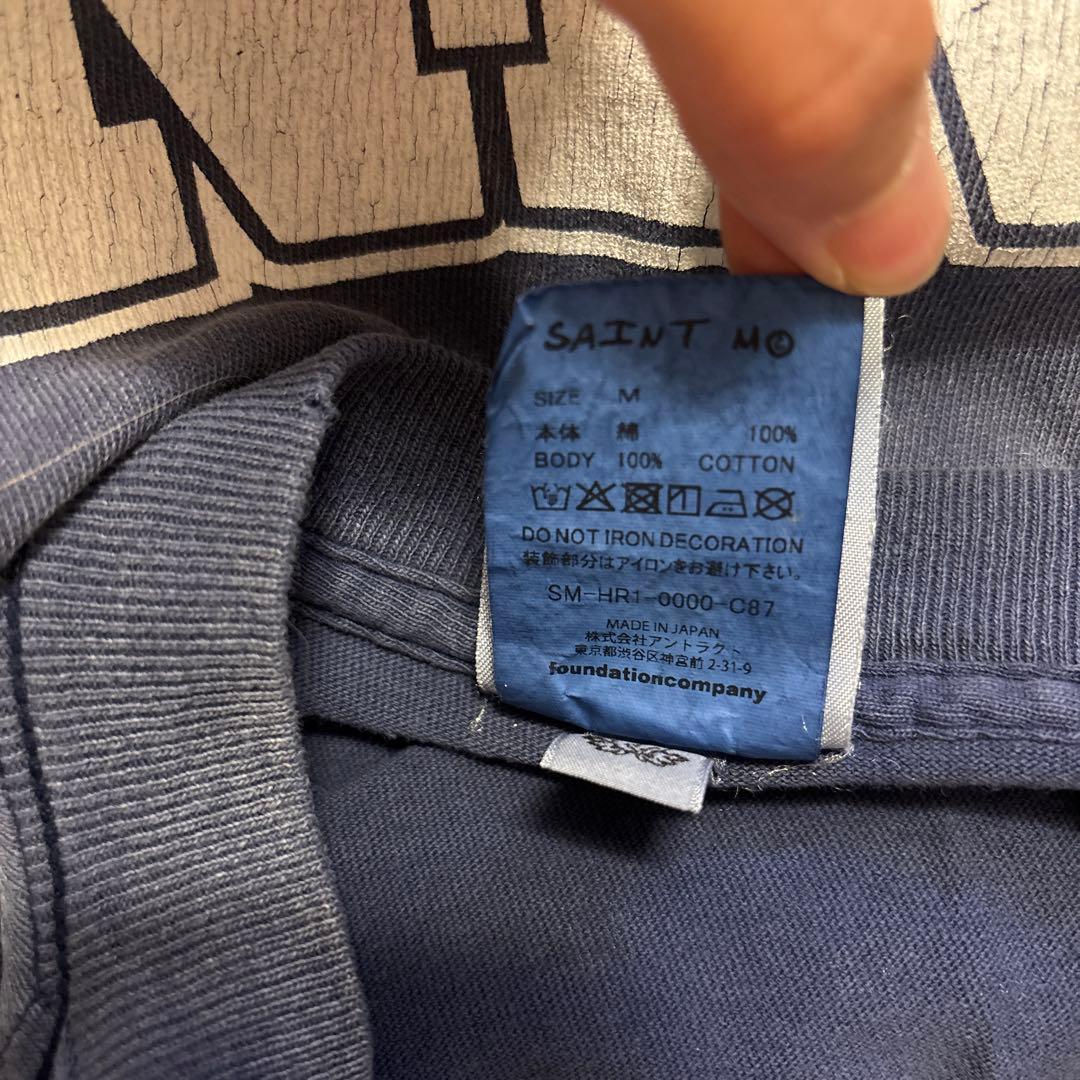 SAINT M©
SIZE M
本体 綿 100%
BODY 100% COTTON
DO NOT IRON DECORATION
装飾部分はアイロンをお避け下さい。
SM-HR1-0000-C87
MADE IN JAPAN
株式会社アントラクト
東京都渋谷区神宮前 2-31-9
foundationcompany